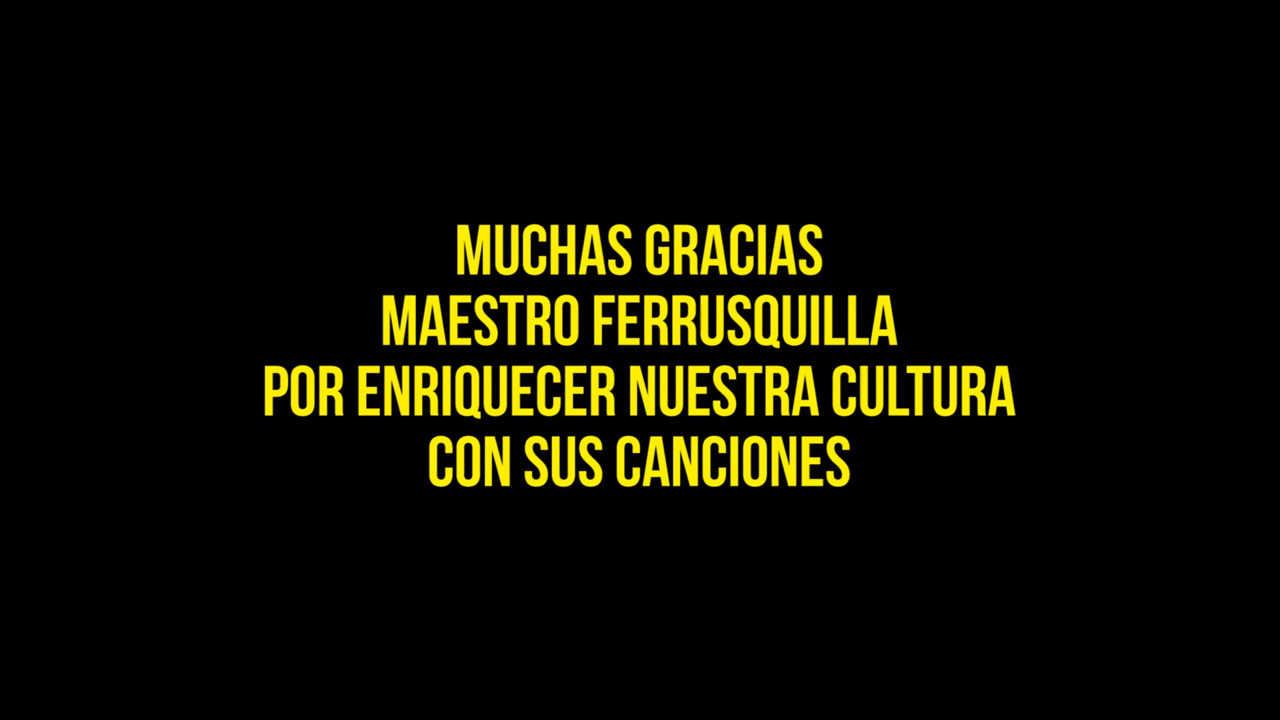 MUCHAS GRACIAS
MAESTRO FERRUSQUILLA
POR ENRIQUECER NUESTRA CULTURA
CON SUS CANCIONES